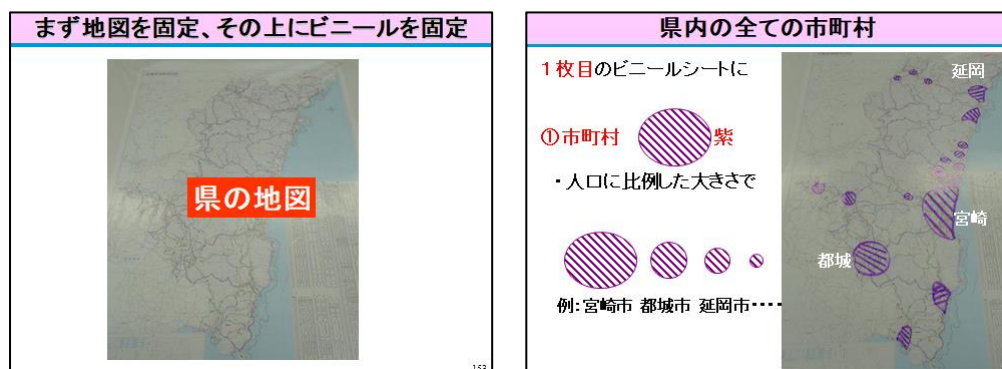 まず地図を固定、その上にビニールを固定
県の地図
153
県内の全ての市町村
1枚目のビニールシートに
①市町村 紫
・人口に比例した大きさで
例：宮崎市 都城市 延岡市‥‥
延岡
宮崎
都城